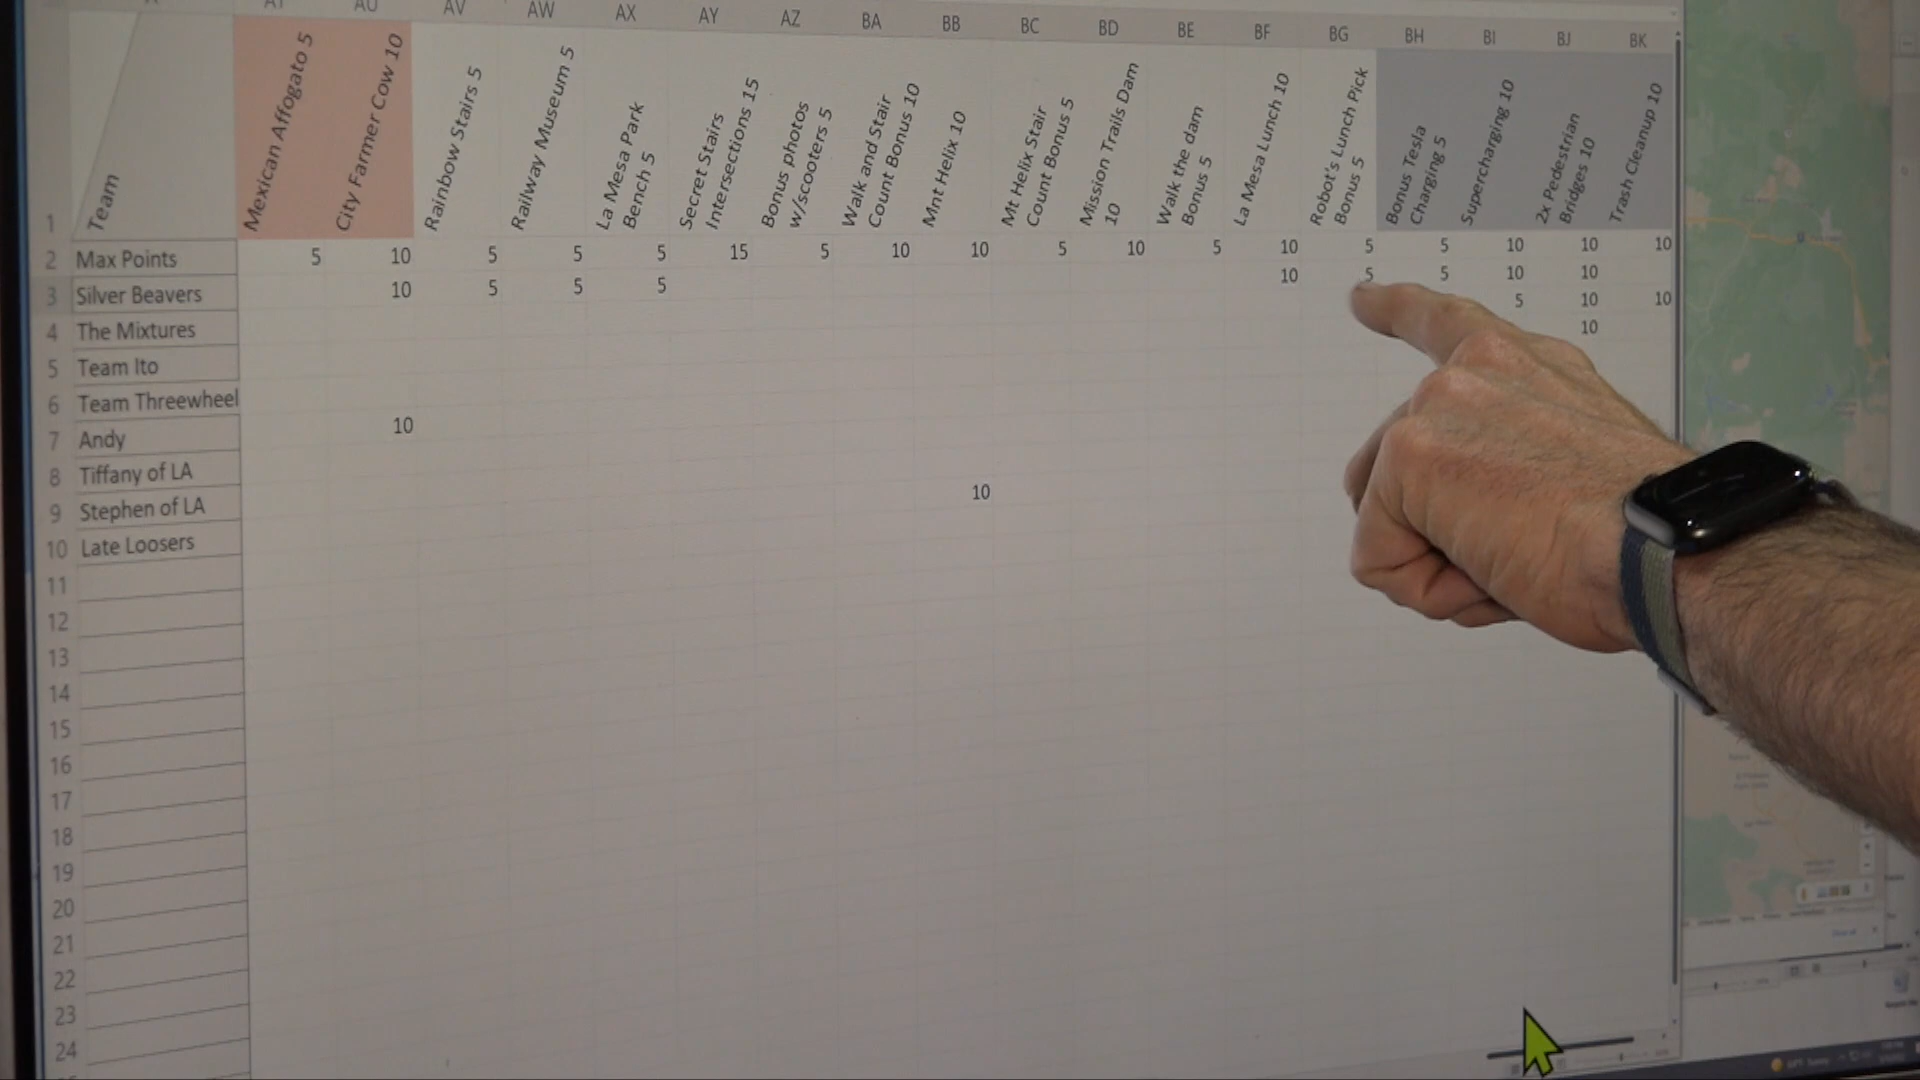 AU AV AW AX AY AZ BA BB BC BD BE BF BG BH BI BJ BK
1 Team
Mexican Affogato 5
City Farmer Cow 10
Rainbow Stairs 5
Railway Museum 5
La Mesa Park
Bench 5
Secret Stairs
Intersections 15
Bonus photos
w/scooters 5
Walk and Stair
Count Bonus 10
Mnt Helix 10
Mt Helix Stair
Count Bonus 5
Mission Trails Dam
10
Walk the dam
Bonus 5
La Mesa Lunch 10
Robot's Lunch Pick
Bonus 5
Bonus Tesla
Charging 5
Supercharging 10
2x Pedestrian
Bridges 10
Trash Cleanup 10
2 Max Points 5 10 5 5 5 15 5 10 10 5 10 5 10 5 5 10 10 10
3 Silver Beavers 10 5 5 5 10 5 5 10 10
4 The Mixtures 5 10 10
5 Team Ito 10
6 Team Threewheel
7 Andy 10
8 Tiffany of LA
9 Stephen of LA 10
10 Late Loosers
11
12
13
14
15
16
17
18
19
20
21
22
23
24